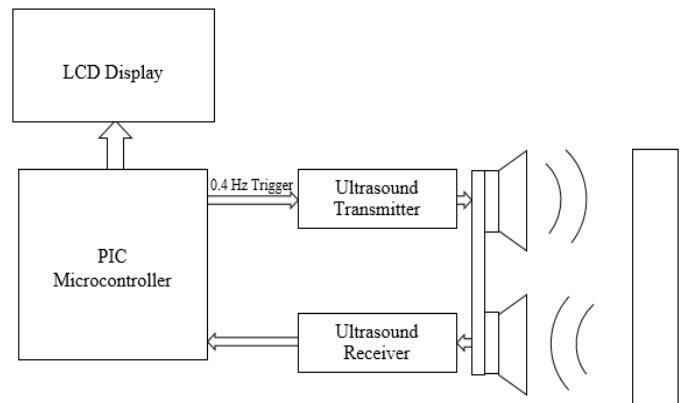 LCD Display
0.4 Hz Trigger
Ultrasound
Transmitter
PIC
Microcontroller
Ultrasound
Receiver